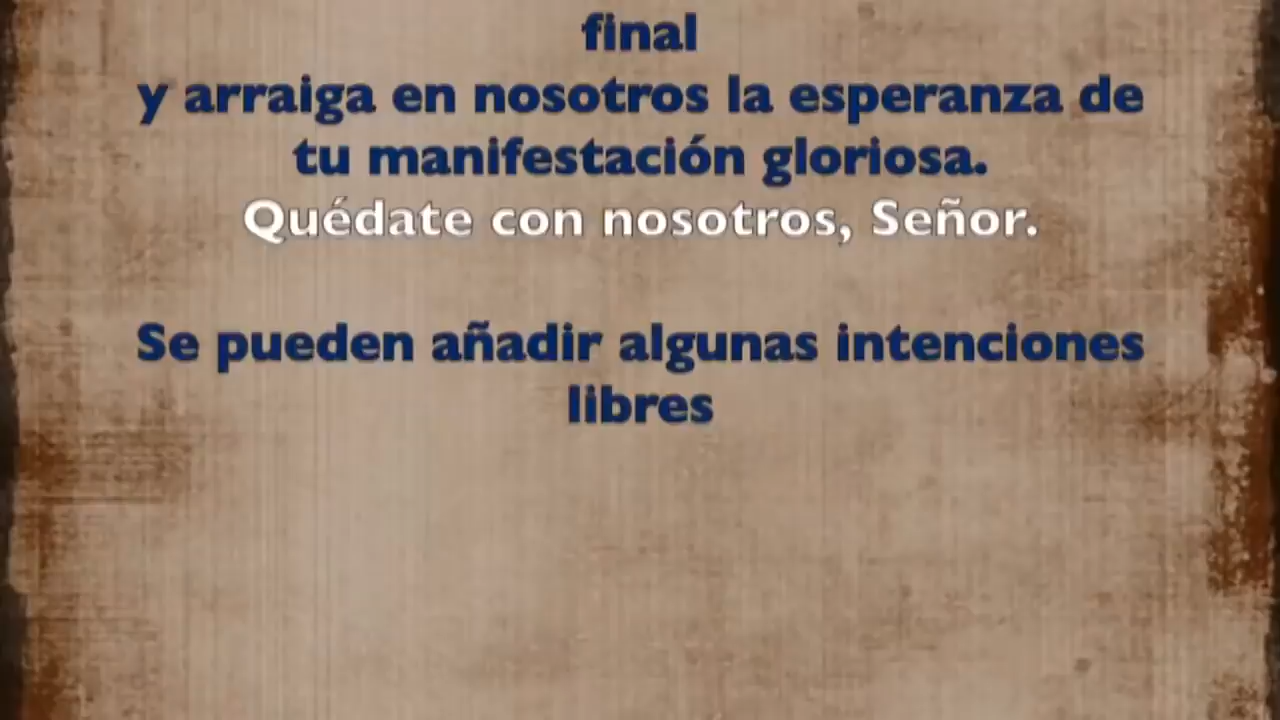 final
y arraiga en nosotros la esperanza de
tu manifestación gloriosa.
Quédate con nosotros, Señor.
Se pueden añadir algunas intenciones
libres